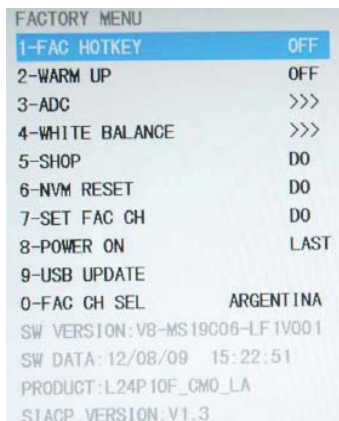 FACTORY MENU
1-FAC HOTKEY OFF
2-WARM UP OFF
3-ADC >>>
4-WHITE BALANCE >>>
5-SHOP DO
6-NVM RESET DO
7-SET FAC CH DO
8-POWER ON LAST
9-USB UPDATE
0-FAC CH SEL ARGENTINA
SW VERSION:V8-MS19C06-LF1V001
SW DATA:12/08/09 15:22:51
PRODUCT:L24P10F_CMO_LA
SIACP VERSION:V1.3